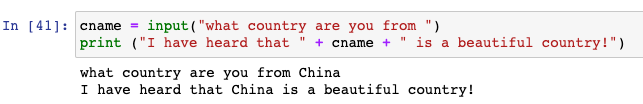 In [41]: cname = input("what country are you from ")
print ("I have heard that " + cname + " is a beautiful country!")
what country are you from China
I have heard that China is a beautiful country!